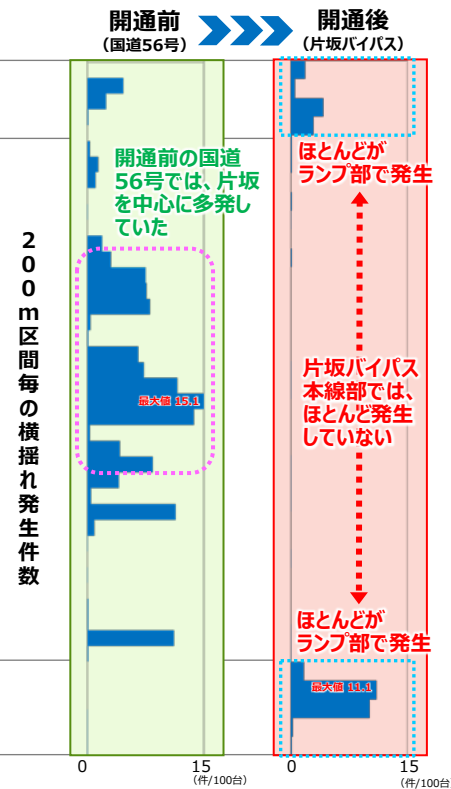 開通前
(国道56号)
開通後
(片坂バイパス)
開通前の国道
56号では、片坂
を中心に多発し
ていた
最大値 15.1
200m区間毎の横揺れ発生件数
ほとんどが
ランプ部で発生
片坂バイパス
本線部では、
ほとんど発生
していない
ほとんどが
ランプ部で発生
最大値 11.1
0
15
(件/100台)
0
15
(件/100台)